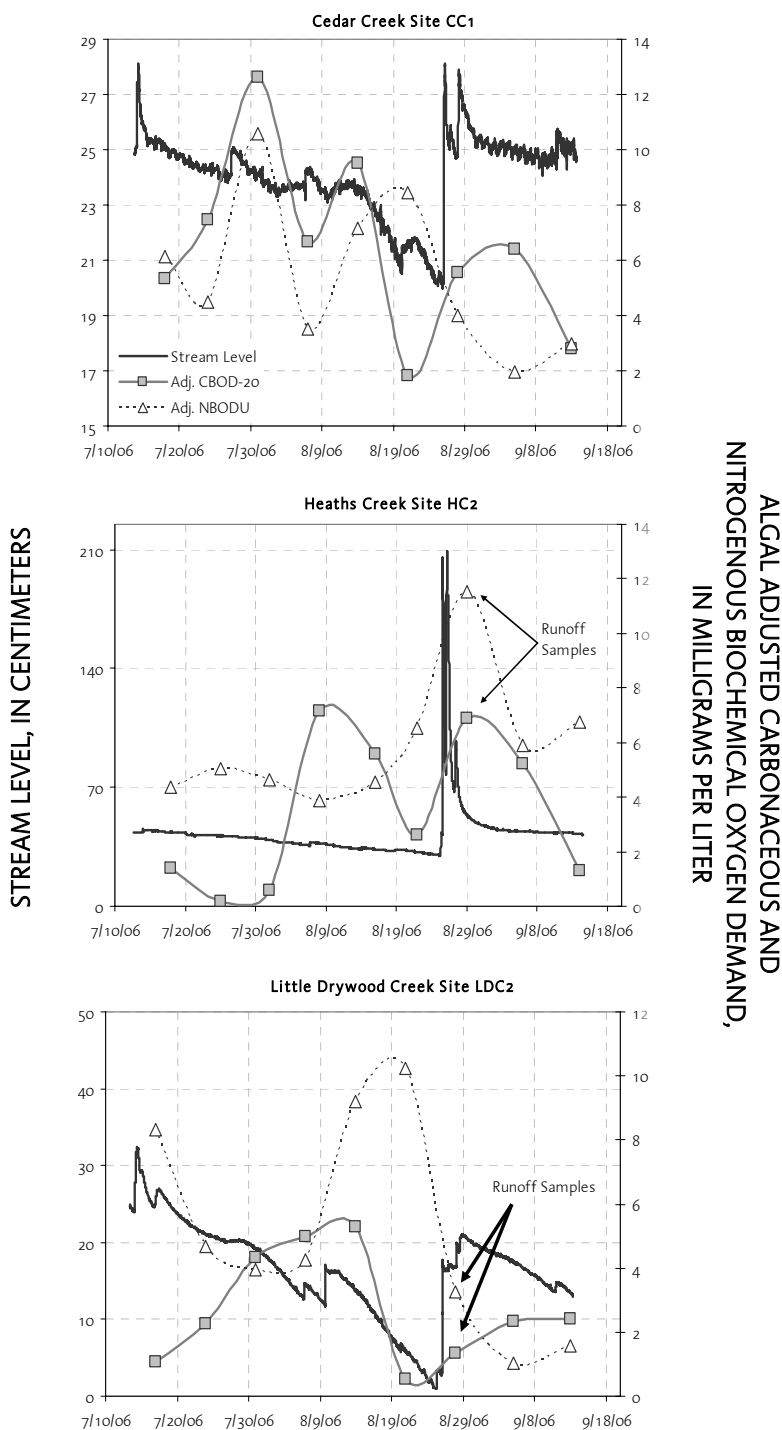 Cedar Creek Site CC1
29
27
25
23
21
19
17
15
14
12
10
8
6
4
2
0
Stream Level
Adj. CBOD-20
Adj. NBODU
7/10/06 7/20/06 7/30/06 8/9/06 8/19/06 8/29/06 9/8/06 9/18/06
Heaths Creek Site HC2
210
140
70
0
14
12
10
8
6
4
2
0
Runoff
Samples
7/10/06 7/20/06 7/30/06 8/9/06 8/19/06 8/29/06 9/8/06 9/18/06
Little Drywood Creek Site LDC2
50
40
30
20
10
0
12
10
8
6
4
2
0
Runoff Samples
7/10/06 7/20/06 7/30/06 8/9/06 8/19/06 8/29/06 9/8/06 9/18/06
STREAM LEVEL, IN CENTIMETERS
ALGAL ADJUSTED CARBONACEOUS AND
NITROGENOUS BIOCHEMICAL OXYGEN DEMAND,
IN MILLIGRAMS PER LITER